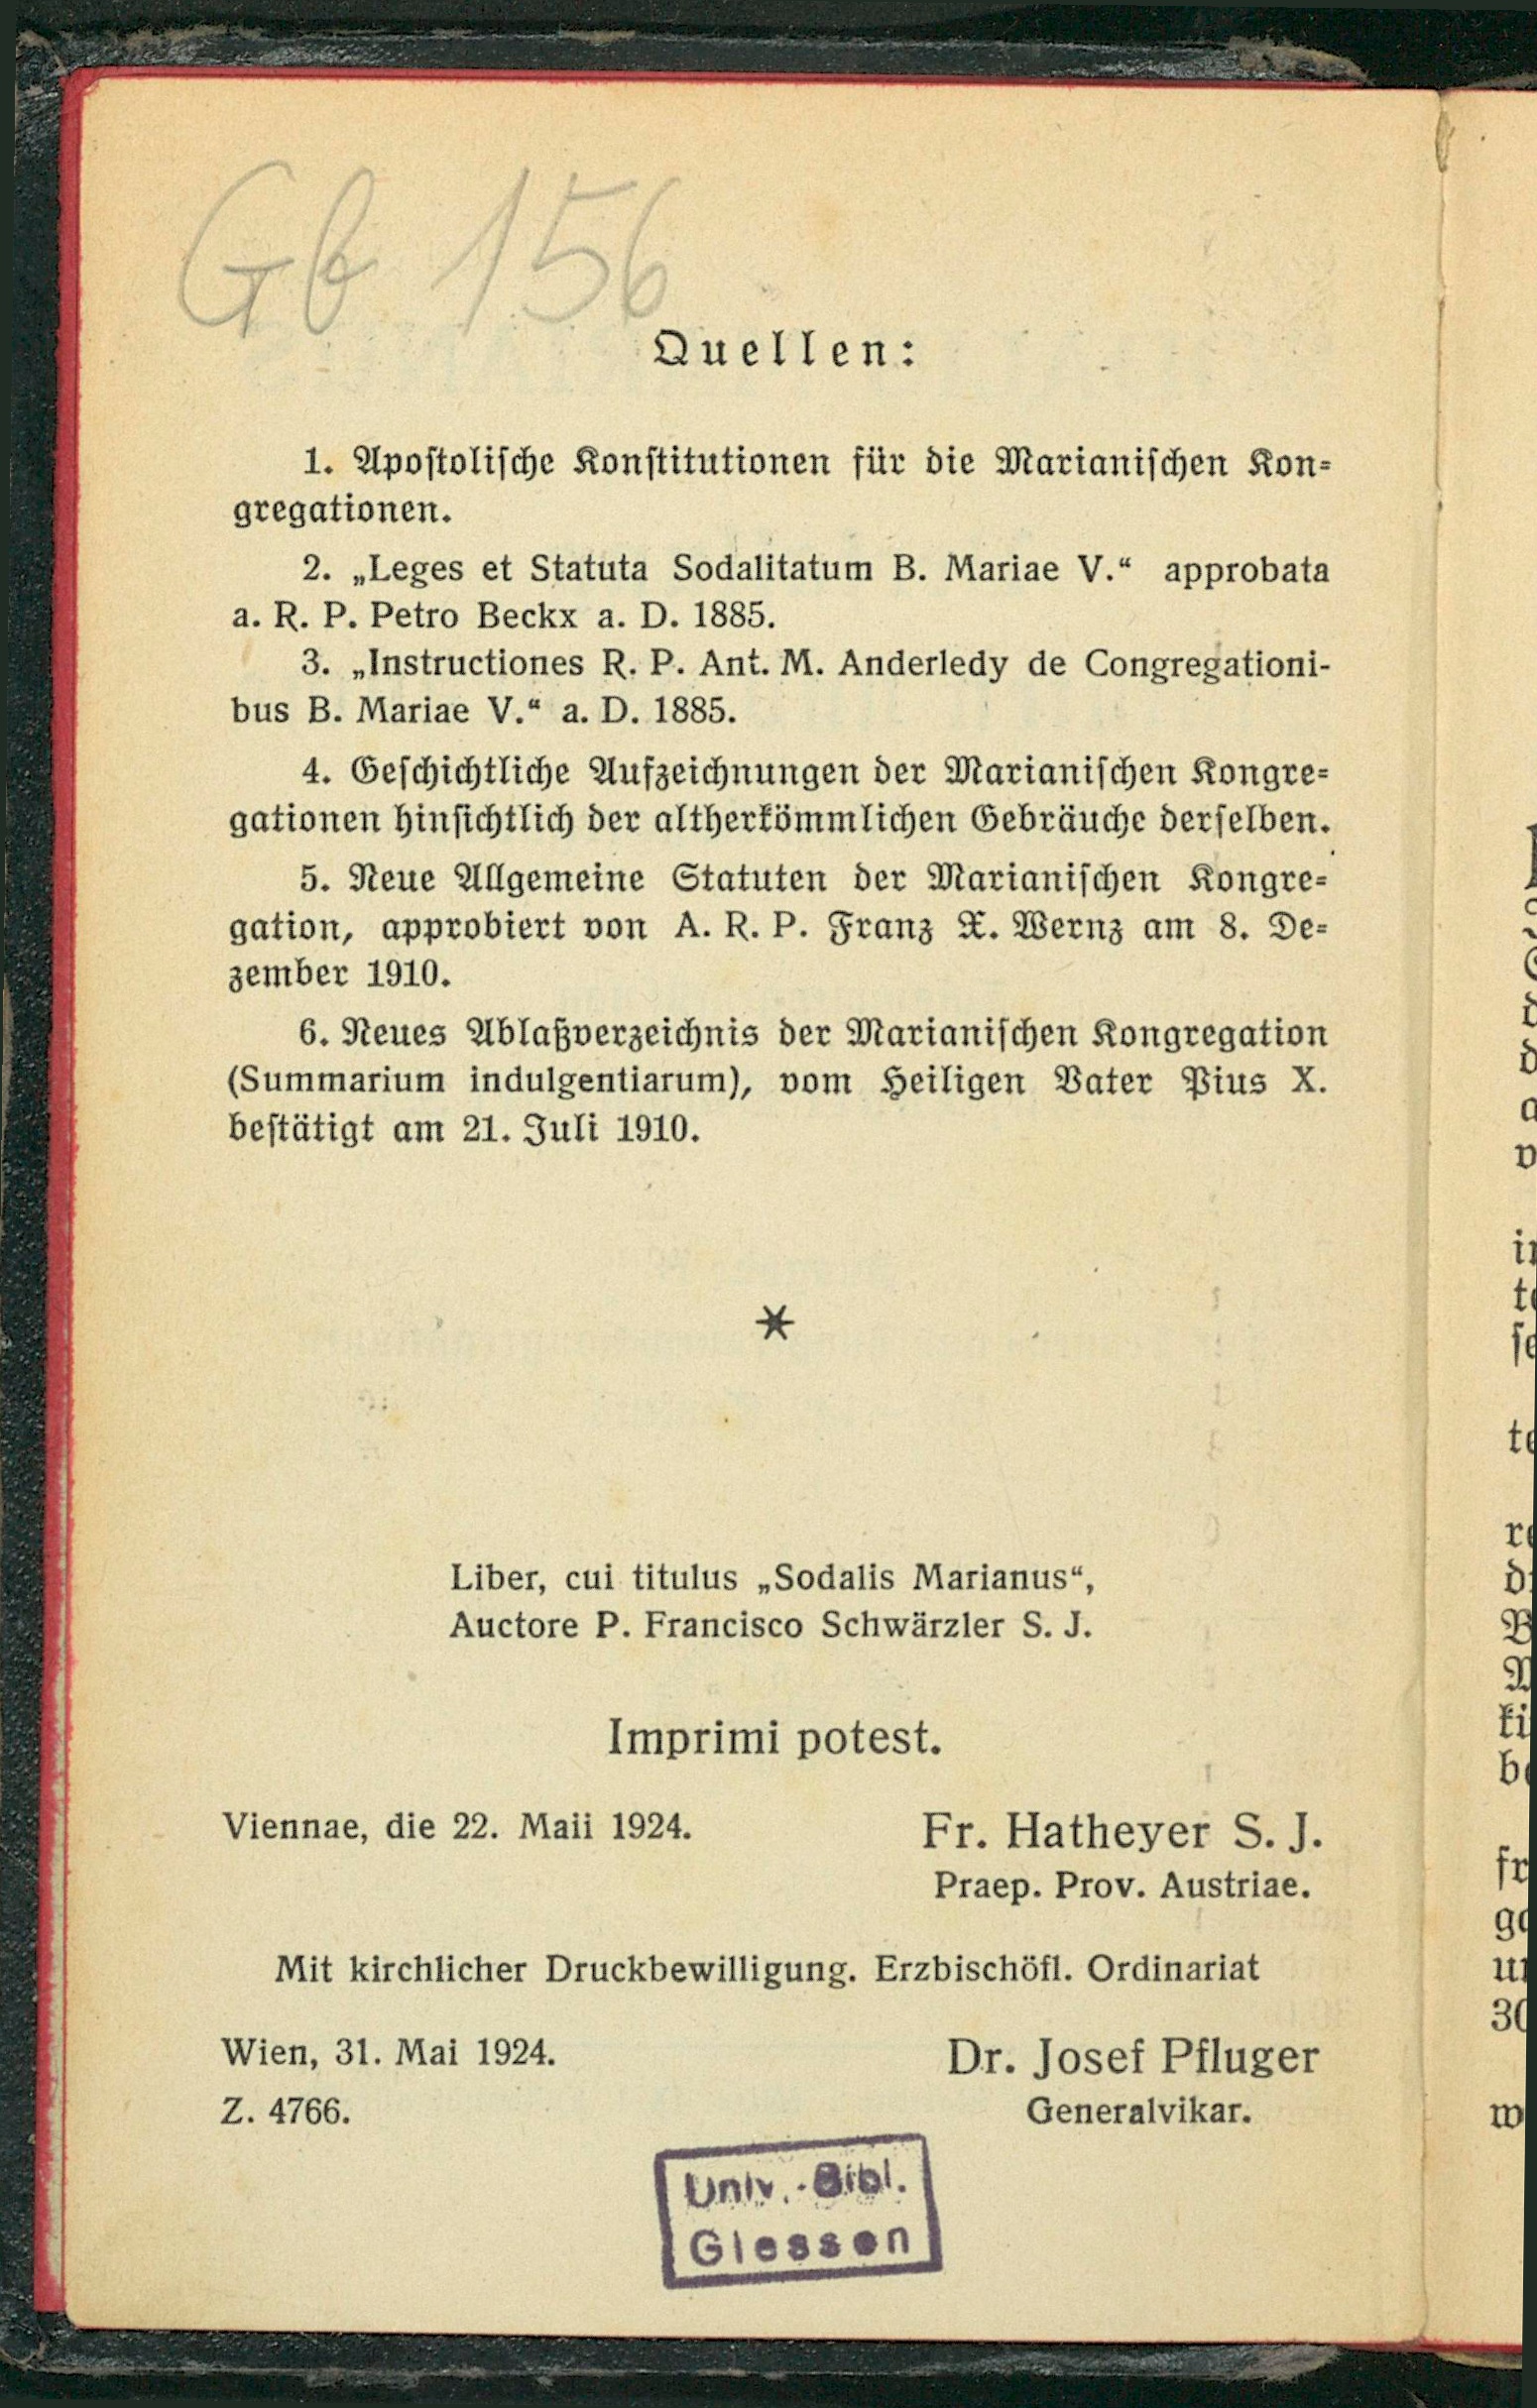 Gb 156
Quellen:
1. Apostolische Konstitutionen für die Marianischen Kon-
gregationen.
2. „Leges et Statuta Sodalitatum B. Mariae V.“ approbata
a. R. P. Petro Beckx a. D. 1885.
3. „Instructiones R. P. Ant. M. Anderledy de Congregationi-
bus B. Mariae V.“ a. D. 1885.
4. Geschichtliche Aufzeichnungen der Marianischen Kongre-
gationen hinsichtlich der altherkömmlichen Gebräuche derselben.
5. Neue Allgemeine Statuten der Marianischen Kongre-
gation, approbiert von A. R. P. Franz X. Wernz am 8. De-
zember 1910.
6. Neues Ablaßverzeichnis der Marianischen Kongregation
(Summarium indulgentiarum), vom Heiligen Vater Pius X.
bestätigt am 21. Juli 1910.
*
Liber, cui titulus „Sodalis Marianus“,
Auctore P. Francisco Schwärzler S. J.
Imprimi potest.
Viennae, die 22. Maii 1924. Fr. Hatheyer S. J.
Praep. Prov. Austriae.
Mit kirchlicher Druckbewilligung. Erzbischöfl. Ordinariat
Wien, 31. Mai 1924. Dr. Josef Pfluger
Z. 4766. Generalvikar.
Univ.-Bibl.
Giessen